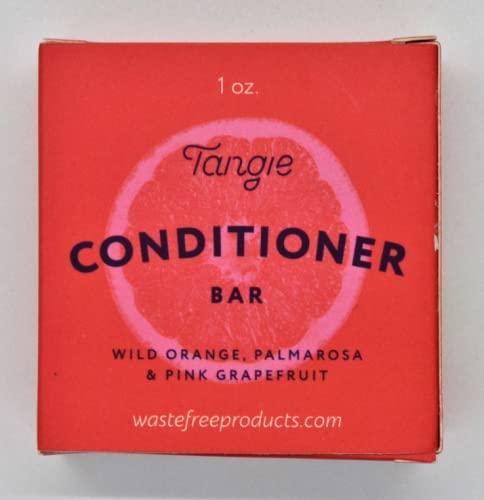 1 oz.
Tangie
CONDITIONER
BAR
WILD ORANGE, PALMAROSA
& PINK GRAPEFRUIT
wastefreeproducts.com